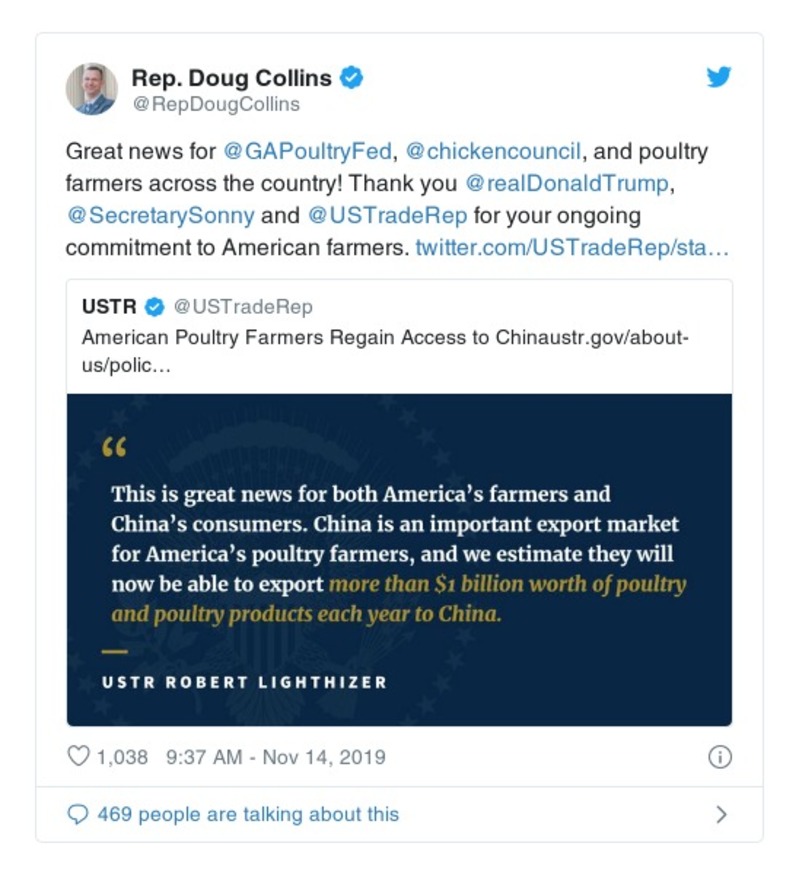 Rep. Doug Collins
@RepDougCollins
Great news for @GAPoultryFed, @chickencouncil, and poultry
farmers across the country! Thank you @realDonaldTrump,
@SecretarySonny and @USTradeRep for your ongoing
commitment to American farmers. twitter.com/USTradeRep/sta…
USTR @USTradeRep
American Poultry Farmers Regain Access to Chinaustr.gov/about-
us/polic…
“
This is great news for both America’s farmers and
China’s consumers. China is an important export market
for America’s poultry farmers, and we estimate they will
now be able to export more than $1 billion worth of poultry
and poultry products each year to China.
—
USTR ROBERT LIGHTHIZER
1,038 9:37 AM - Nov 14, 2019
469 people are talking about this